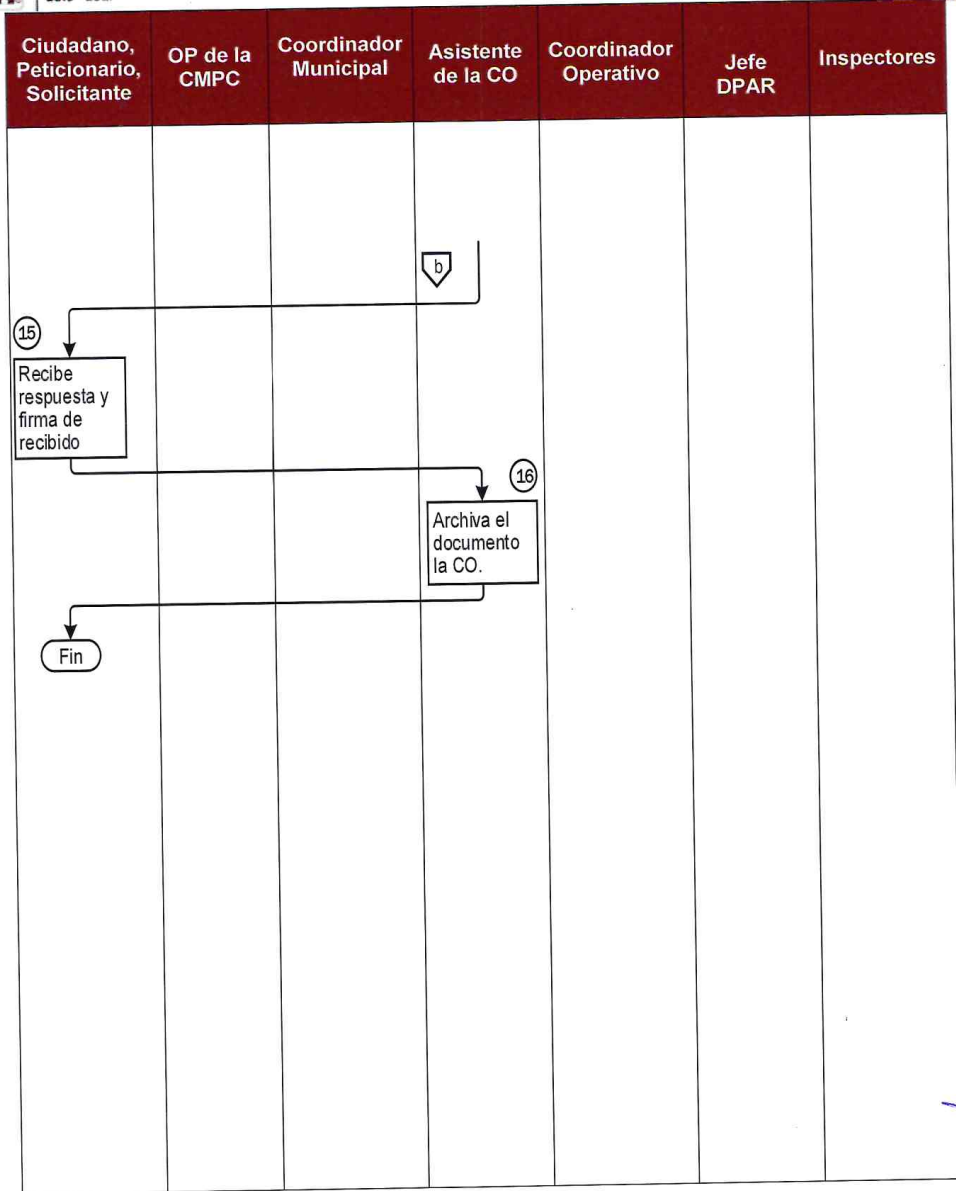 Ciudadano,
Peticionario,
Solicitante
OP de la
CMPC
Coordinador
Municipal
Asistente
de la CO
Coordinador
Operativo
Jefe
DPAR
Inspectores
b
15
Recibe
respuesta y
firma de
recibido
16
Archiva el
documento
la CO.
Fin